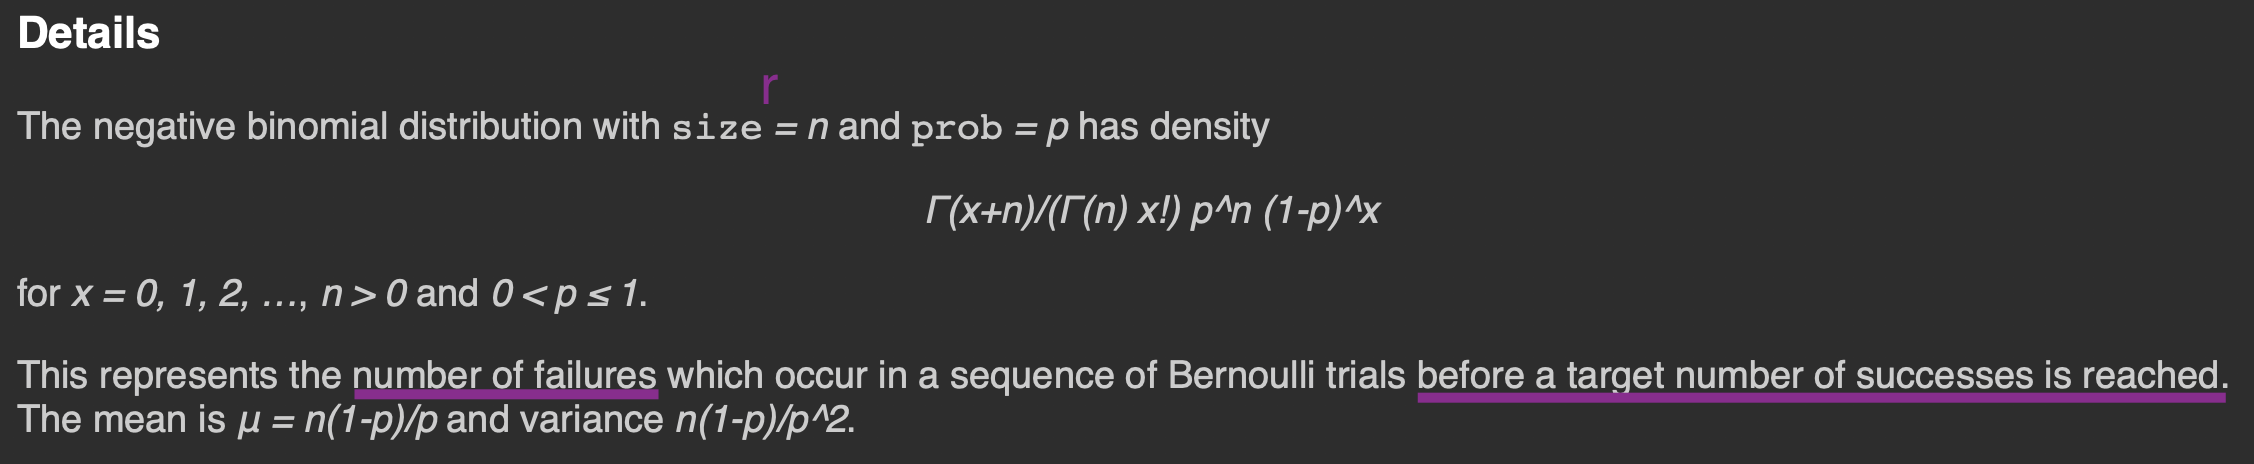 Details
r
The negative binomial distribution with size = n and prob = p has density
Γ(x+n)/(Γ(n) x!) p^n (1-p)^x
for x = 0, 1, 2, …, n > 0 and 0 < p ≤ 1.
This represents the number of failures which occur in a sequence of Bernoulli trials before a target number of successes is reached.
The mean is μ = n(1-p)/p and variance n(1-p)/p^2.